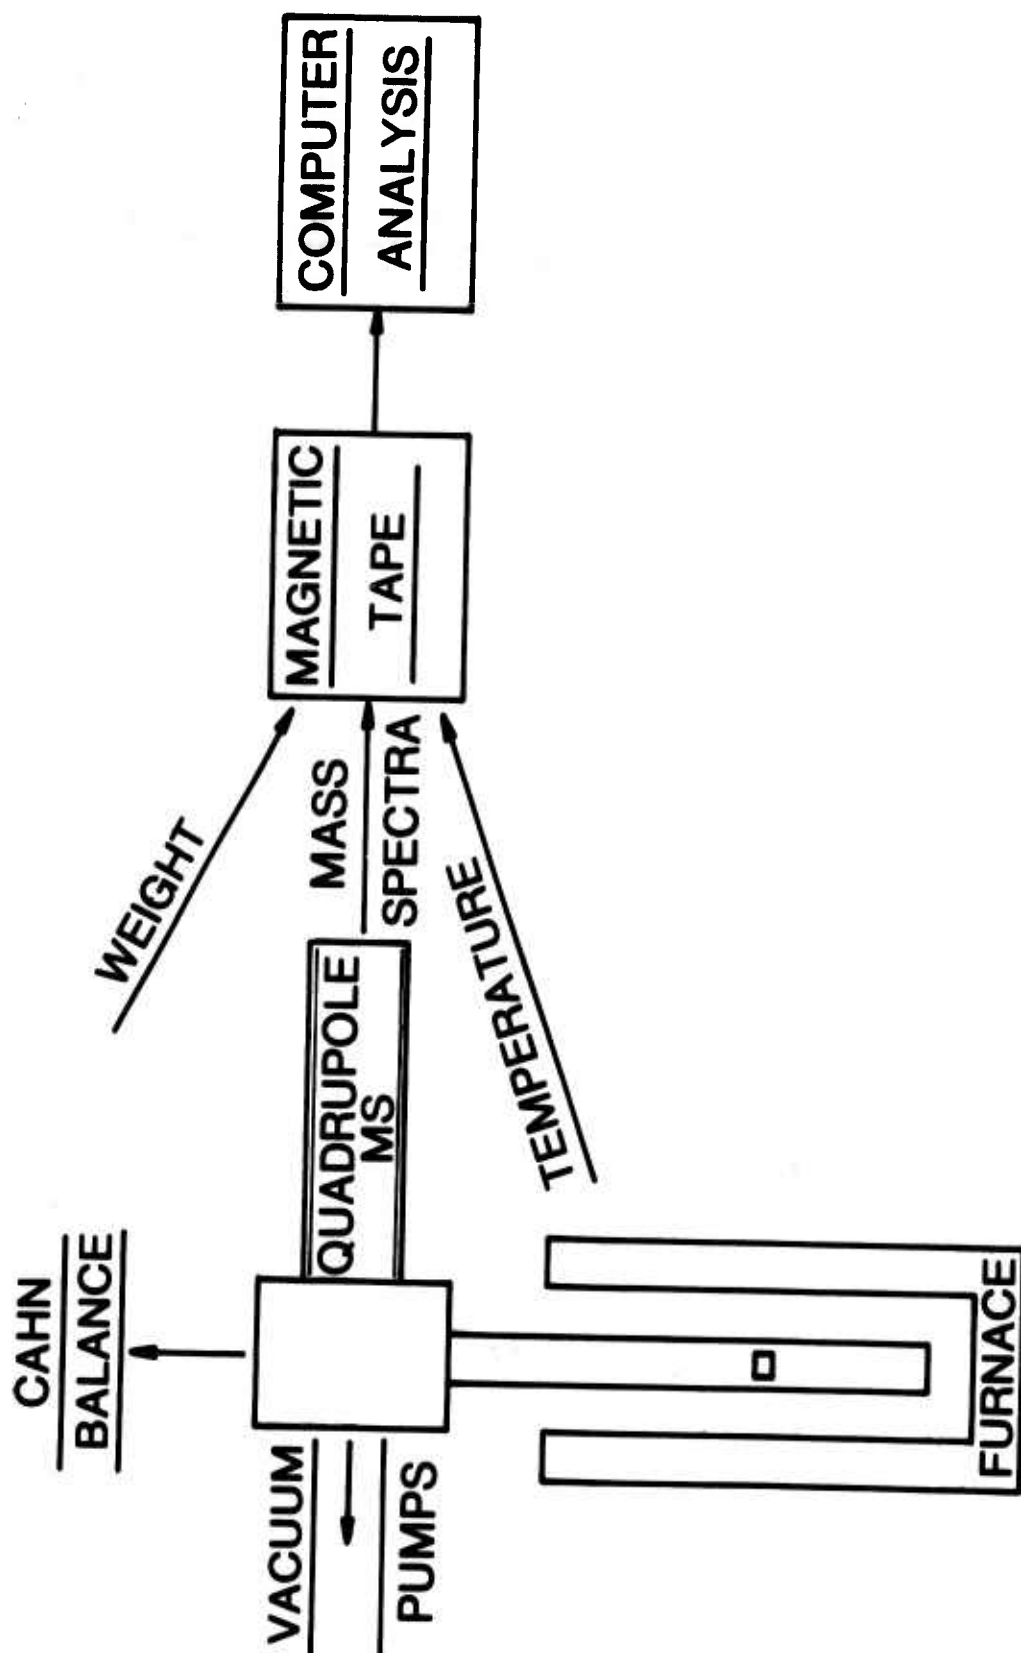 CAHN
BALANCE
VACUUM
PUMPS
QUADRUPOLE
MS
FURNACE
WEIGHT
MASS
SPECTRA
TEMPERATURE
MAGNETIC
TAPE
COMPUTER
ANALYSIS